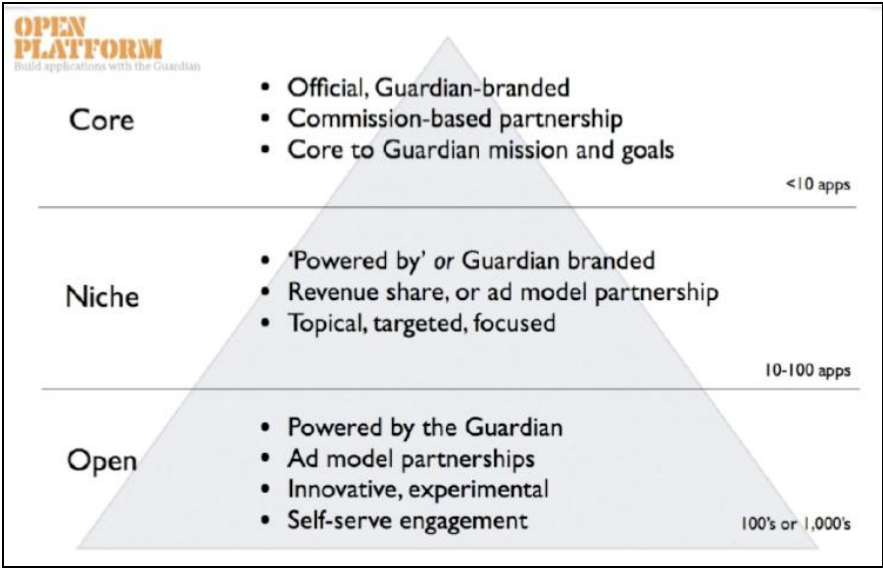 OPEN
PLATFORM
Build applications with the Guardian
Core
• Official, Guardian-branded
• Commission-based partnership
• Core to Guardian mission and goals
<10 apps
Niche
• 'Powered by' or Guardian branded
• Revenue share, or ad model partnership
• Topical, targeted, focused
10-100 apps
Open
• Powered by the Guardian
• Ad model partnerships
• Innovative, experimental
• Self-serve engagement
100's or 1,000's